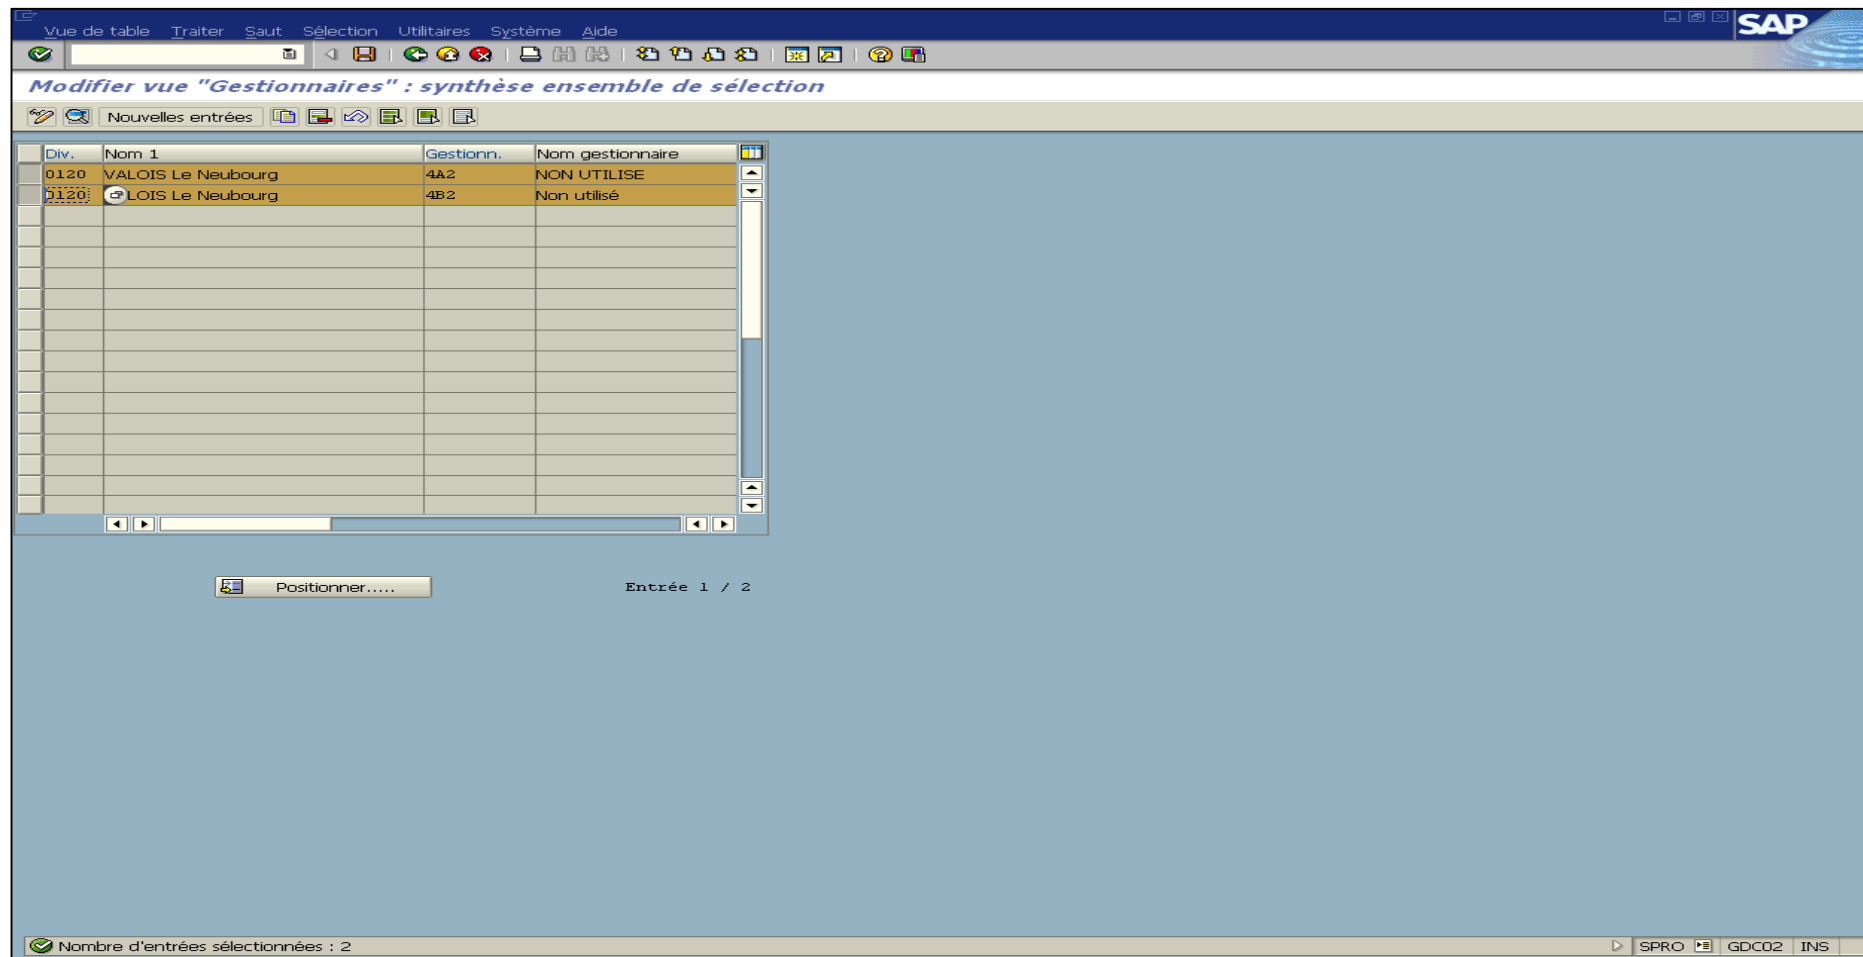 Vue de table Traiter Saut Sélection Utilitaires Système Aide
SAP
Modifier vue "Gestionnaires" : synthèse ensemble de sélection
Nouvelles entrées
Div. Nom 1 Gestionn. Nom gestionnaire
0120 VALOIS Le Neubourg 4A2 NON UTILISE
0120 LOIS Le Neubourg 4B2 Non utilisé
Positionner..... Entrée 1 / 2
Nombre d'entrées sélectionnées : 2 SPRO GDC02 INS